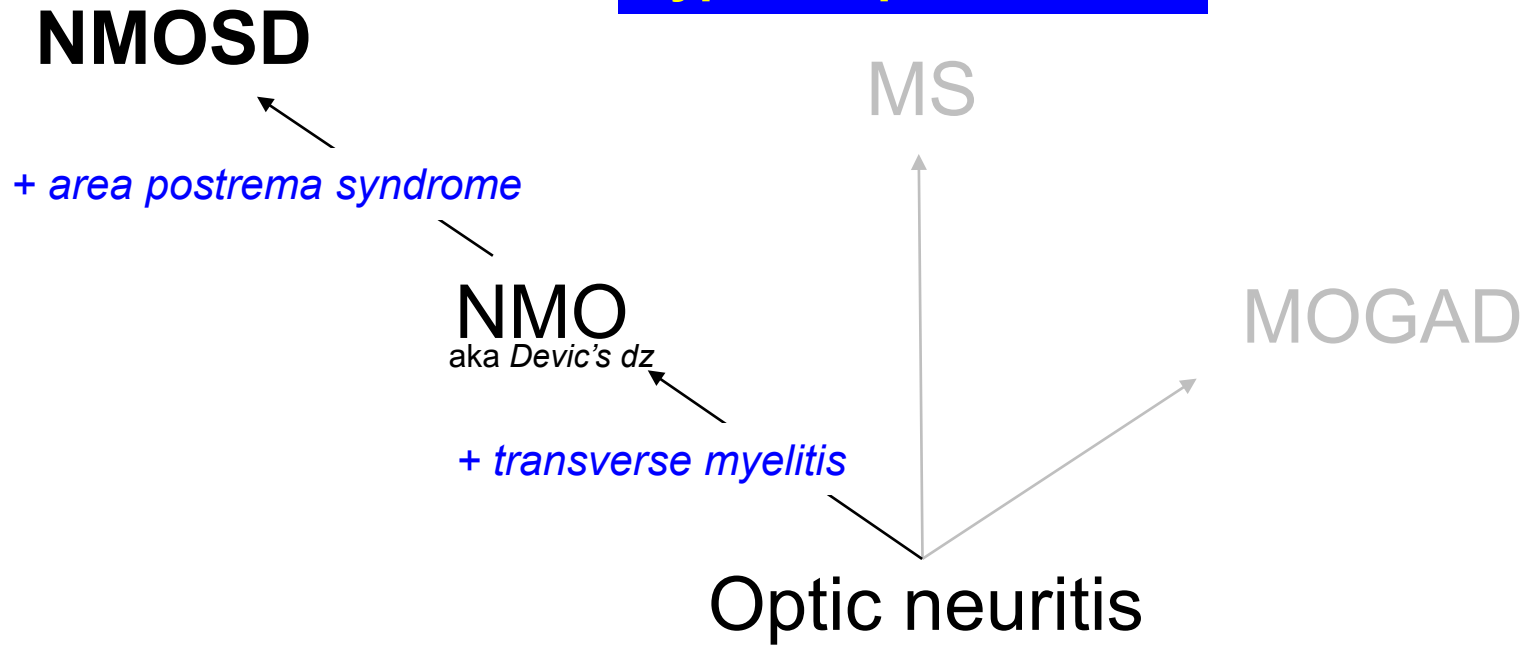 NMOSD
MS
+ area postrema syndrome
NMO
aka Devic's dz
MOGAD
+ transverse myelitis
Optic neuritis